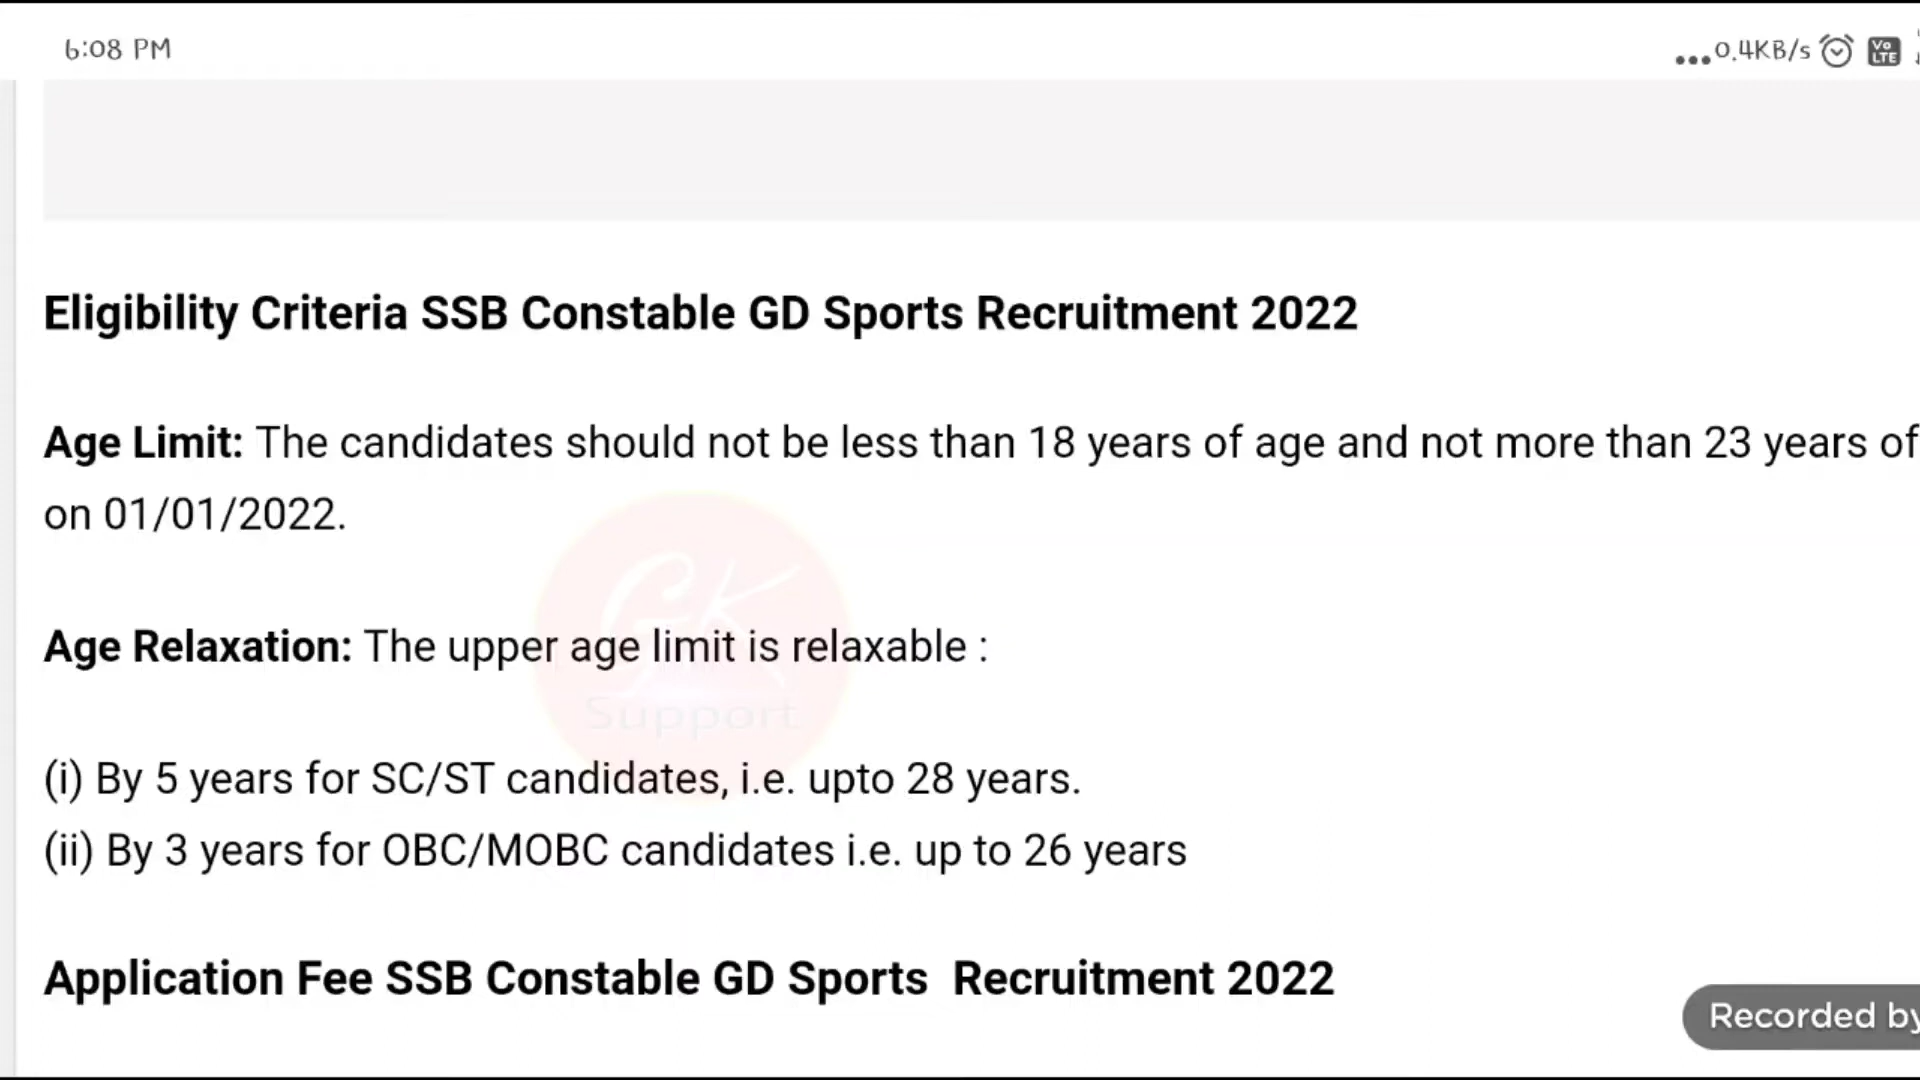 6:08 PM
...0.4KB/s Vo LTE
Eligibility Criteria SSB Constable GD Sports Recruitment 2022
Age Limit: The candidates should not be less than 18 years of age and not more than 23 years of
on 01/01/2022.
Age Relaxation: The upper age limit is relaxable :
GK
Support
(i) By 5 years for SC/ST candidates, i.e. upto 28 years.
(ii) By 3 years for OBC/MOBC candidates i.e. up to 26 years
Application Fee SSB Constable GD Sports Recruitment 2022
Recorded by